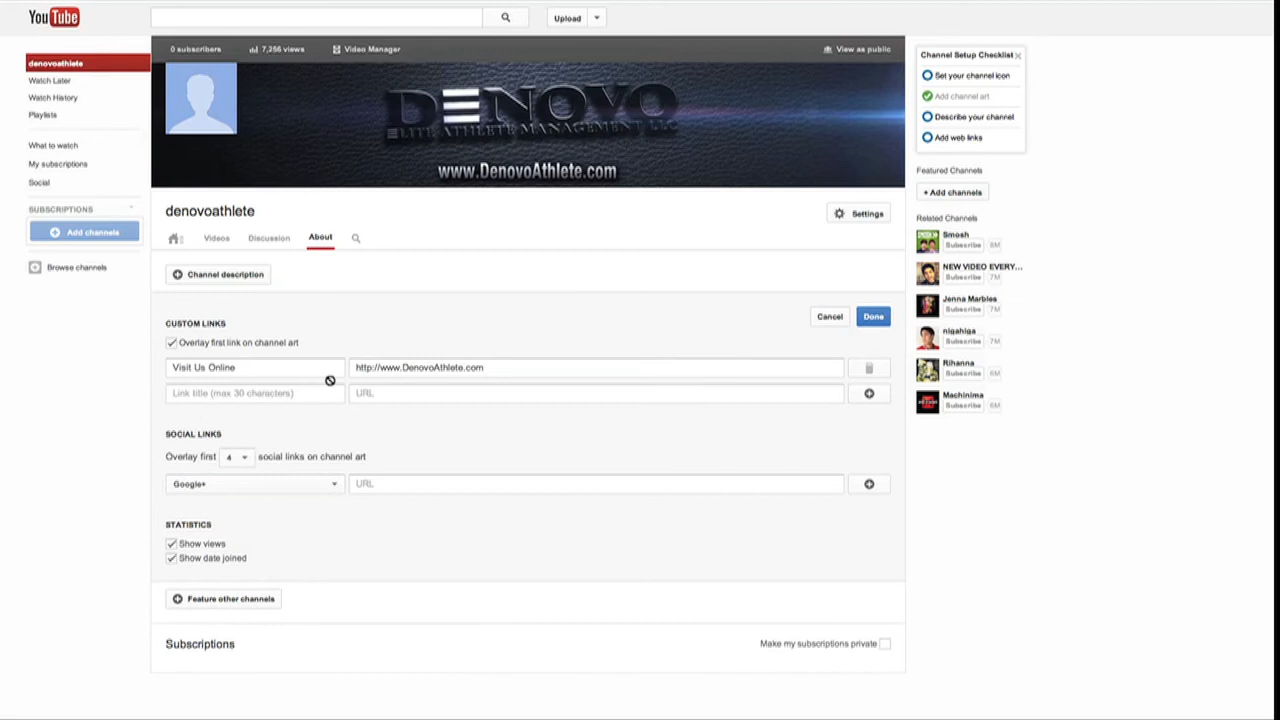 YouTube
Upload
denovoathlete
Watch Later
Watch History
Playlists
What to watch
My subscriptions
Social
SUBSCRIPTIONS
Add channels
Browse channels
0 subscribers 7,256 views Video Manager View as public
DENOVO
ELITE ATHLETE MANAGEMENT LLC
www.DenovoAthlete.com
denovoathlete
Settings
Videos Discussion About
Channel description
CUSTOM LINKS
Cancel Done
Overlay first link on channel art
Visit Us Online http://www.DenovoAthlete.com
Link title (max 30 characters) URL
SOCIAL LINKS
Overlay first 4 social links on channel art
Google+ URL
STATISTICS
Show views
Show date joined
Feature other channels
Subscriptions
Make my subscriptions private
Channel Setup Checklist
Set your channel icon
Add channel art
Describe your channel
Add web links
Featured Channels
+ Add channels
Related Channels
Smosh
Subscribe 8M
NEW VIDEO EVERY...
Subscribe 7M
Jenna Marbles
Subscribe 7M
nigahiga
Subscribe 7M
Rihanna
Subscribe 6M
Machinima
Subscribe 6M